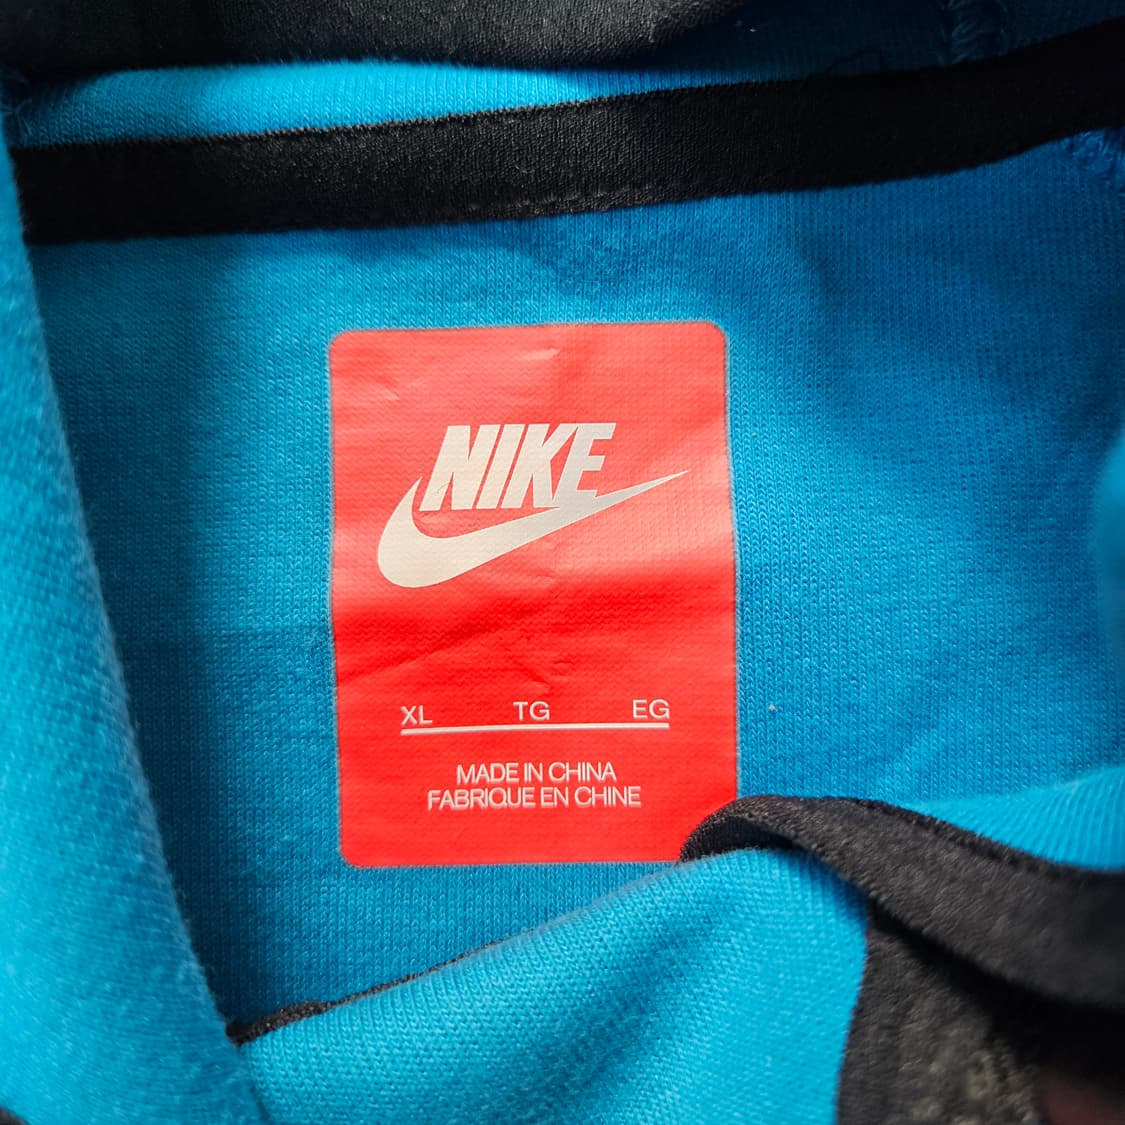 NIKE
XL TG EG
MADE IN CHINA
FABRIQUE EN CHINE